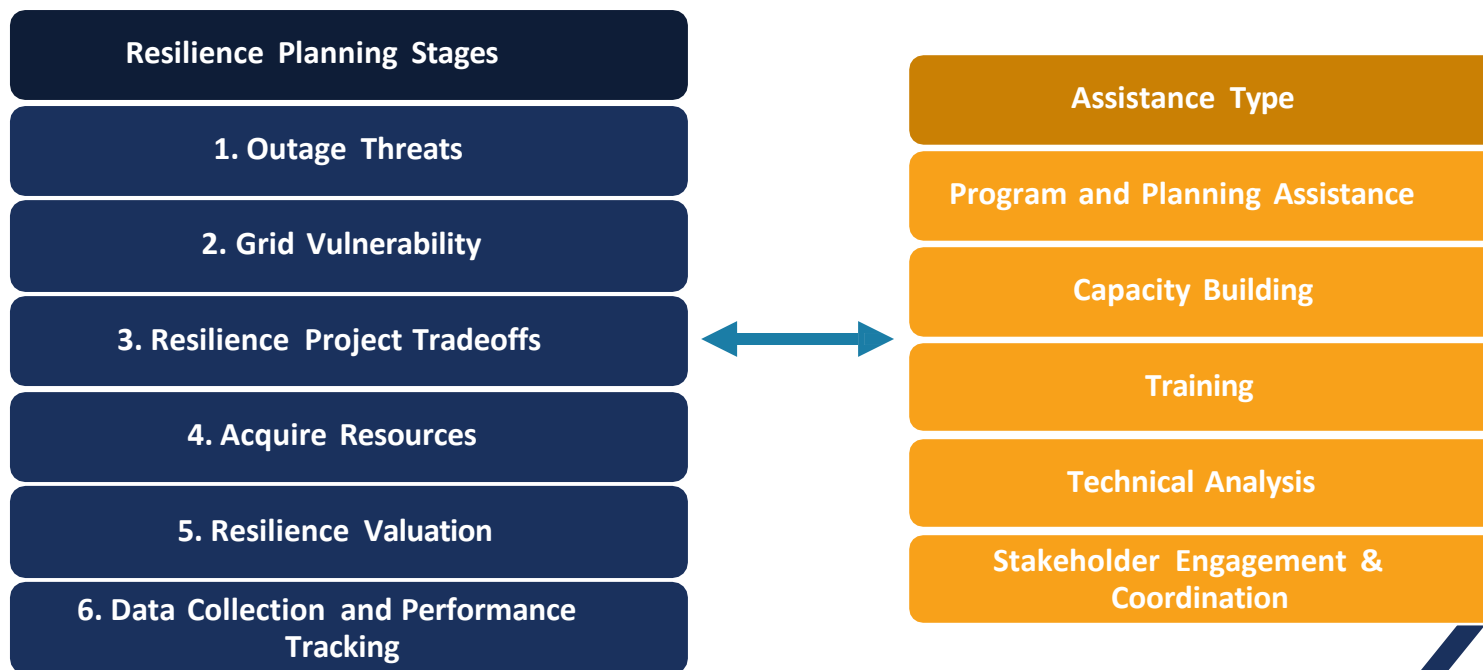 Resilience Planning Stages
1. Outage Threats
2. Grid Vulnerability
3. Resilience Project Tradeoffs
4. Acquire Resources
5. Resilience Valuation
6. Data Collection and Performance
Tracking
Assistance Type
Program and Planning Assistance
Capacity Building
Training
Technical Analysis
Stakeholder Engagement &
Coordination